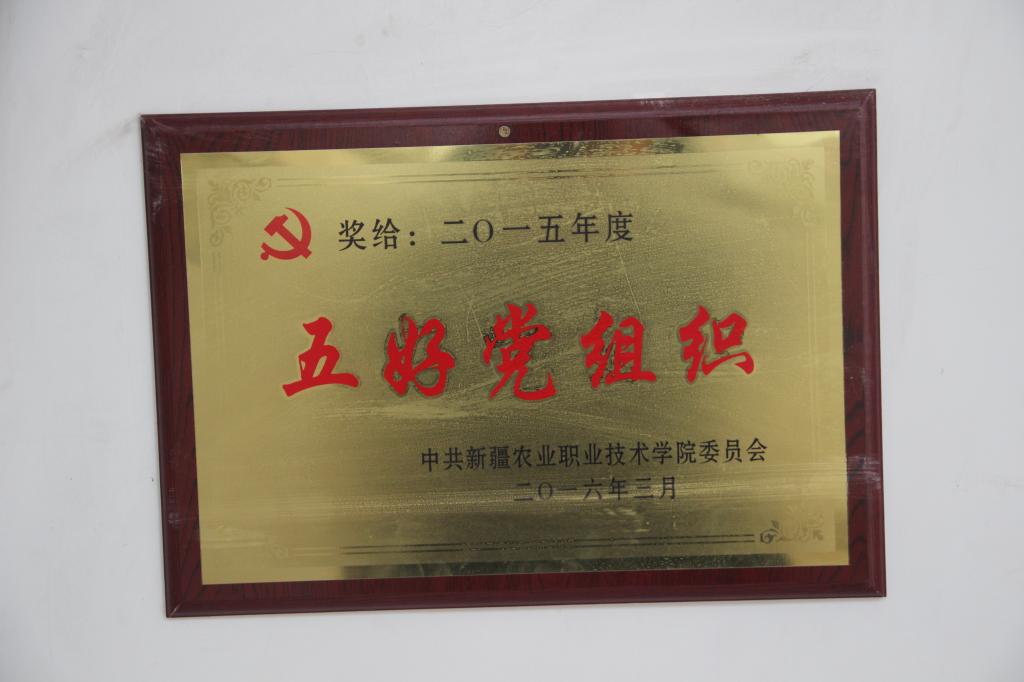 奖给：二〇一五年度
五好党组织
中共新疆农业职业技术学院委员会
二〇一六年三月